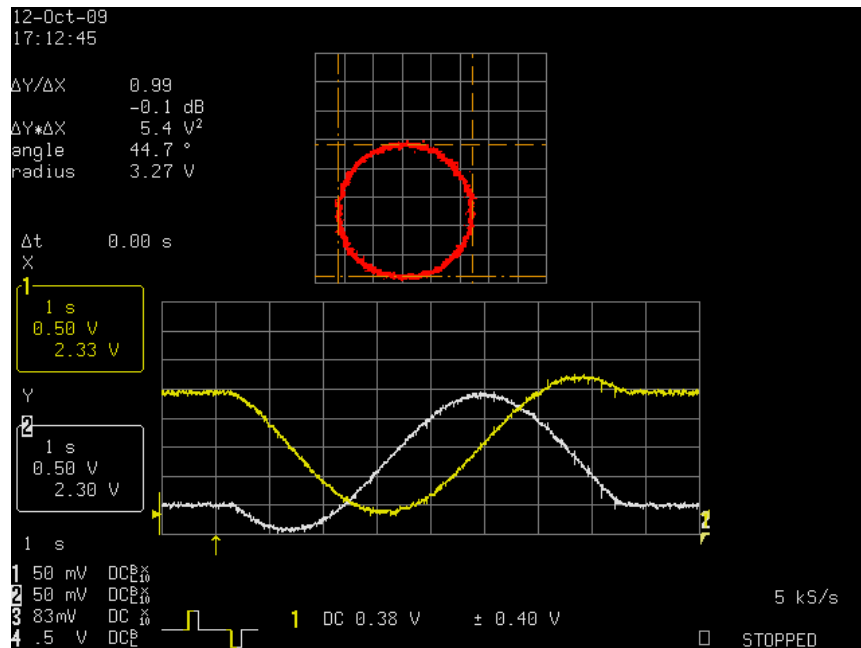 12-Oct-09
17:12:45
ΔY/ΔX 0.99
-0.1 dB
ΔY*ΔX 5.4 V²
angle 44.7 °
radius 3.27 V
Δt 0.00 s
X
1
1 s
0.50 V
2.33 V
Y
2
1 s
0.50 V
2.30 V
1 s
1 50 mV DC
2 50 mV DC
3 83mV DC
4 .5 V DC
1 DC 0.38 V ± 0.40 V
5 kS/s
STOPPED